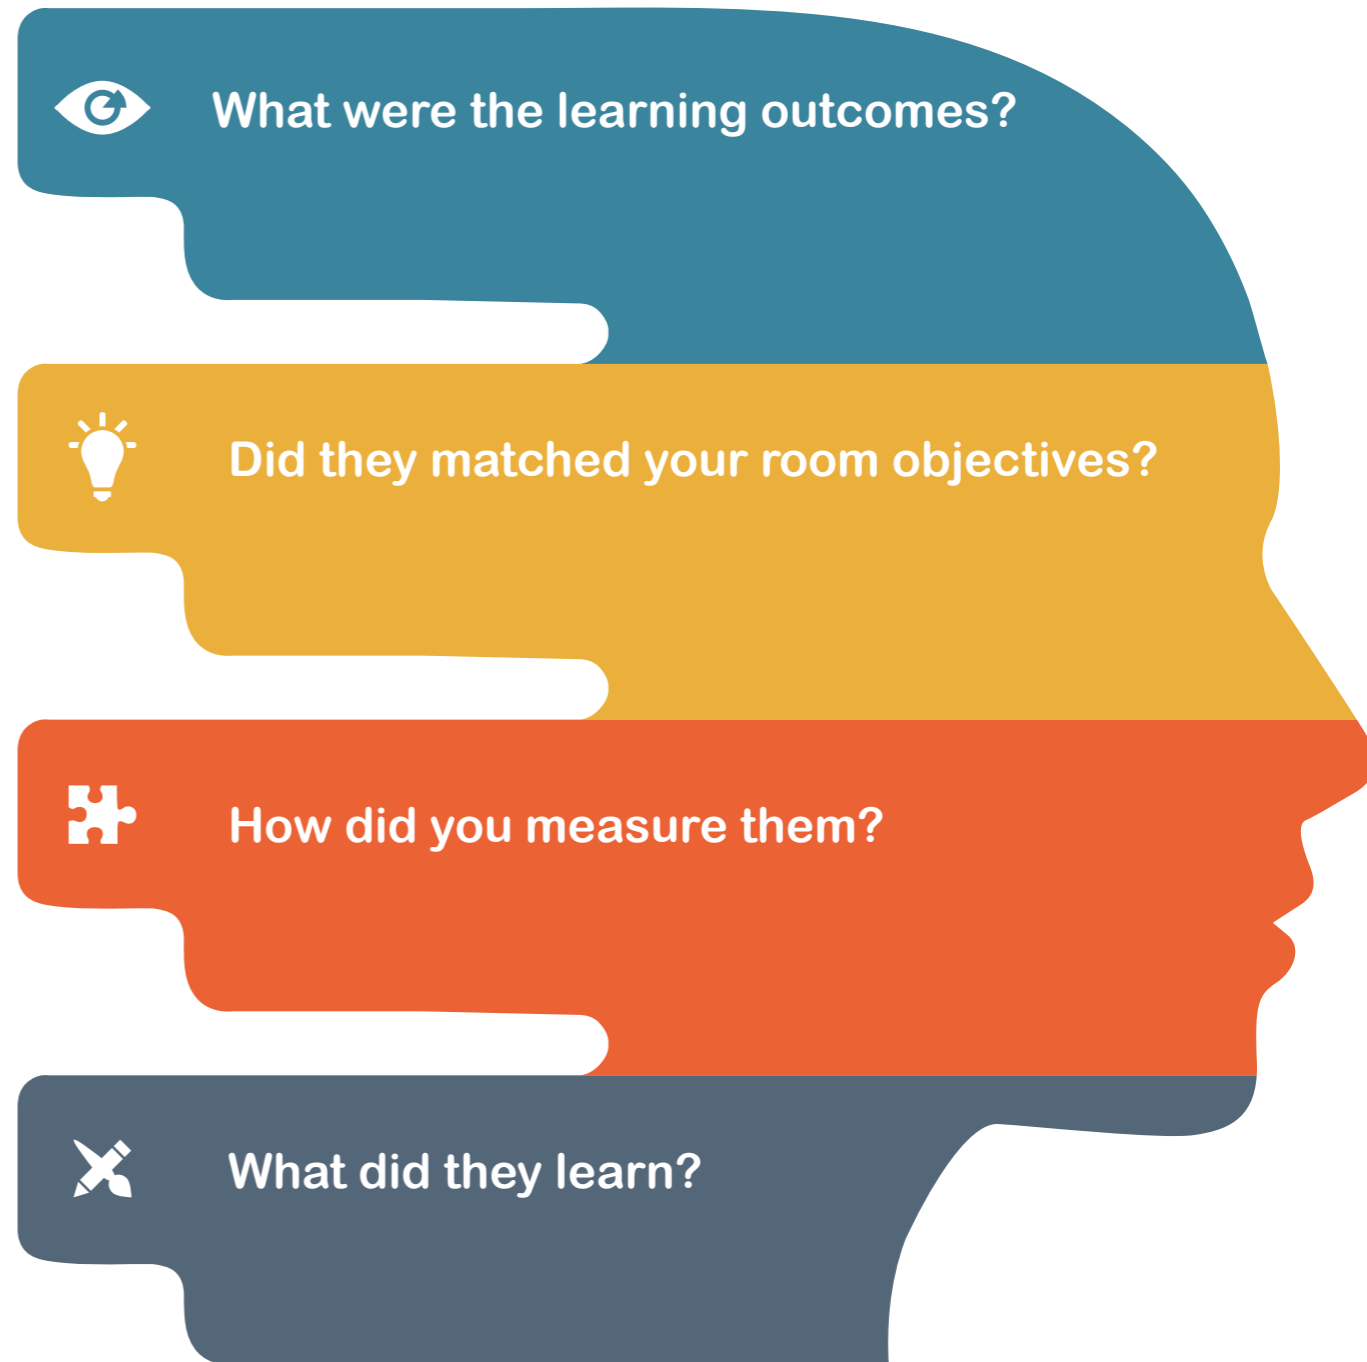 What were the learning outcomes?
Did they matched your room objectives?
How did you measure them?
What did they learn?